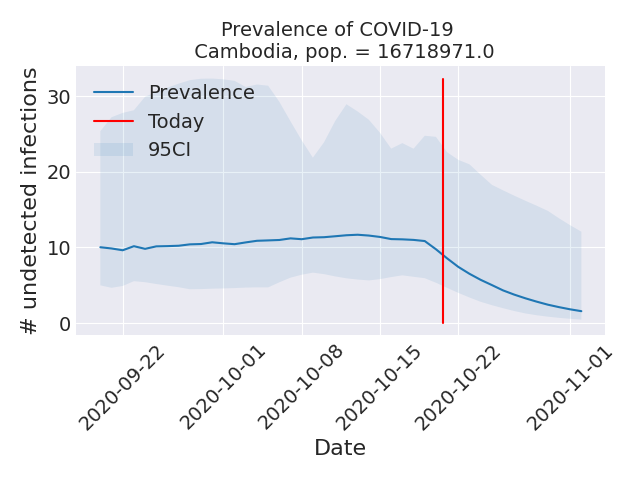 Prevalence of COVID-19
Cambodia, pop. = 16718971.0
# undetected infections
30
20
10
0
Prevalence
Today
95CI
2020-09-22
2020-10-01
2020-10-08
2020-10-15
2020-10-22
2020-11-01
Date